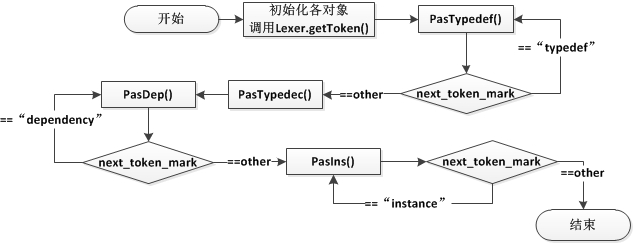 开始
初始化各对象
调用Lexer.getToken()
PasTypedef()
==“typedef”
next_token_mark
==other
PasTypedec()
PasDep()
==“dependency”
next_token_mark
==other
PasIns()
next_token_mark
==“instance”
==other
结束